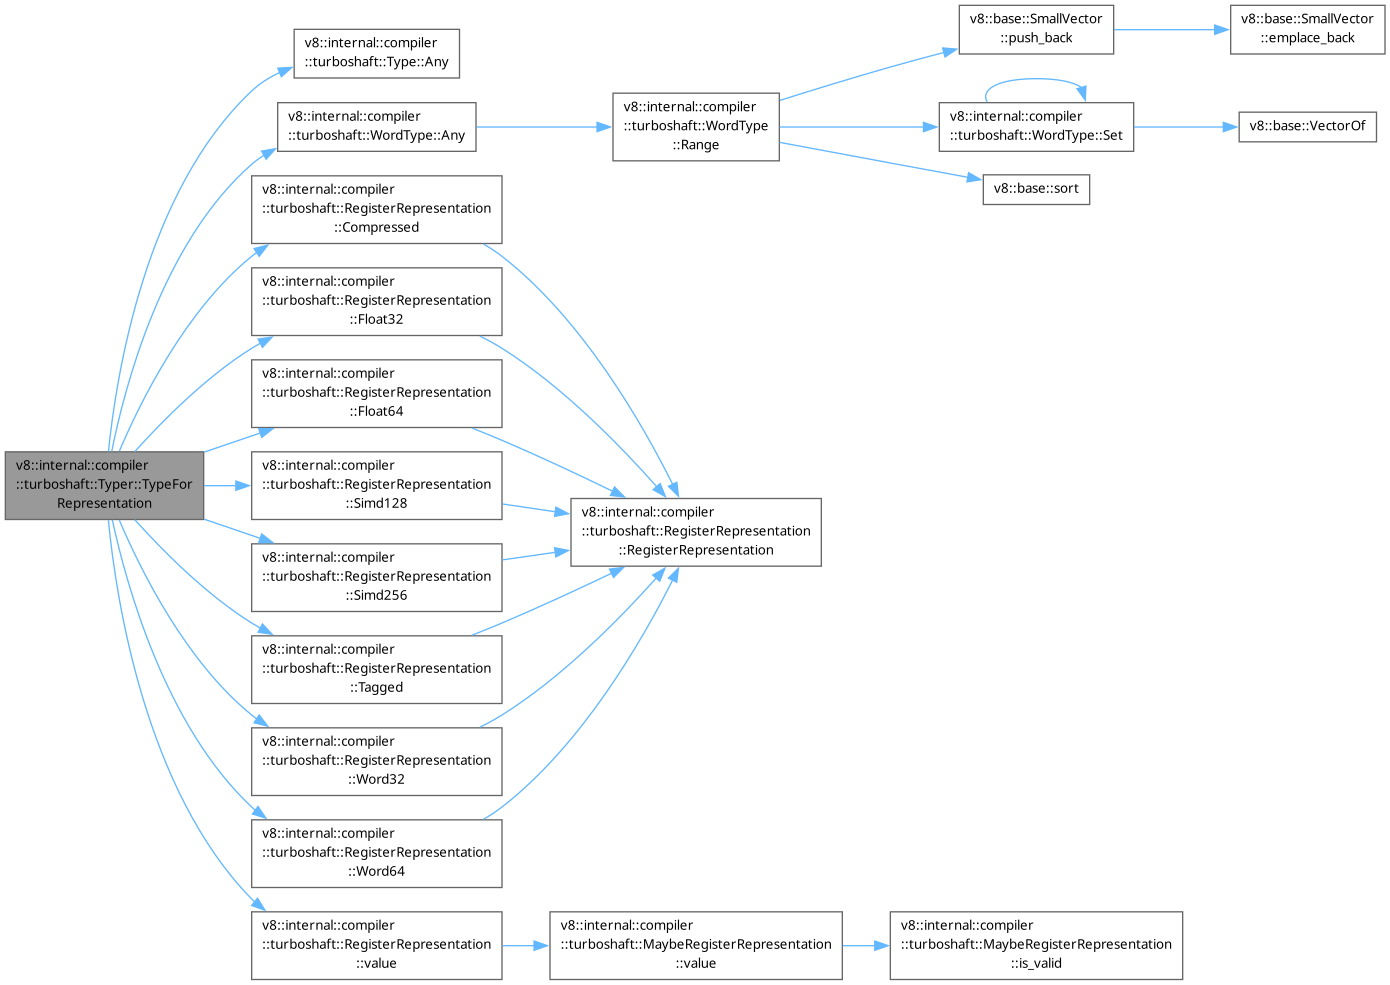 v8::internal::compiler
::turboshaft::Typer::TypeFor
Representation
v8::internal::compiler
::turboshaft::Type::Any
v8::internal::compiler
::turboshaft::WordType::Any
v8::internal::compiler
::turboshaft::WordType
::Range
v8::base::SmallVector
::push_back
v8::base::SmallVector
::emplace_back
v8::internal::compiler
::turboshaft::WordType::Set
v8::base::VectorOf
v8::base::sort
v8::internal::compiler
::turboshaft::RegisterRepresentation
::Compressed
v8::internal::compiler
::turboshaft::RegisterRepresentation
::Float32
v8::internal::compiler
::turboshaft::RegisterRepresentation
::Float64
v8::internal::compiler
::turboshaft::RegisterRepresentation
::Simd128
v8::internal::compiler
::turboshaft::RegisterRepresentation
::RegisterRepresentation
v8::internal::compiler
::turboshaft::RegisterRepresentation
::Simd256
v8::internal::compiler
::turboshaft::RegisterRepresentation
::Tagged
v8::internal::compiler
::turboshaft::RegisterRepresentation
::Word32
v8::internal::compiler
::turboshaft::RegisterRepresentation
::Word64
v8::internal::compiler
::turboshaft::RegisterRepresentation
::value
v8::internal::compiler
::turboshaft::MaybeRegisterRepresentation
::value
v8::internal::compiler
::turboshaft::MaybeRegisterRepresentation
::is_valid